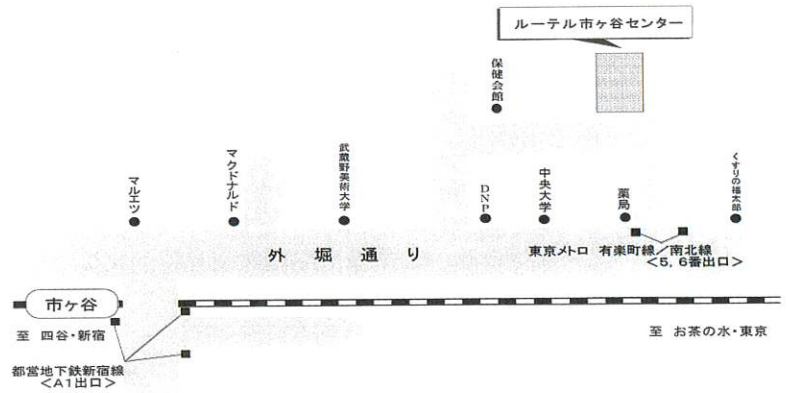 ルーテル市ヶ谷センター
保健会館
マルエツ
マクドナルド
武蔵野美術大学
DNP
中央大学
薬局
くすりの福太郎
外堀通り
東京メトロ 有楽町線／南北線
＜5, 6番出口＞
市ヶ谷
至 四谷・新宿
至 お茶の水・東京
都営地下鉄新宿線
＜A1出口＞